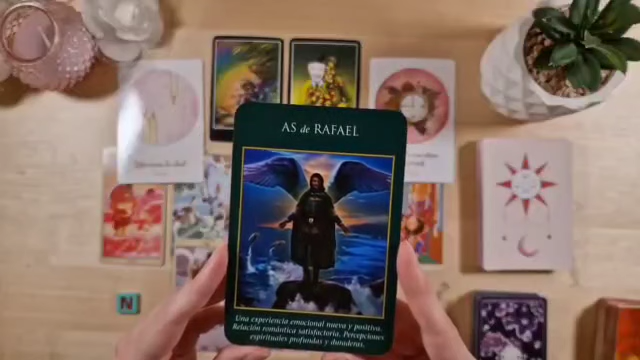 AS de RAFAEL
Una experiencia emocional nueva y positiva.
Relación romántica satisfactoria. Percepciones
espirituales profundas y duraderas.
N